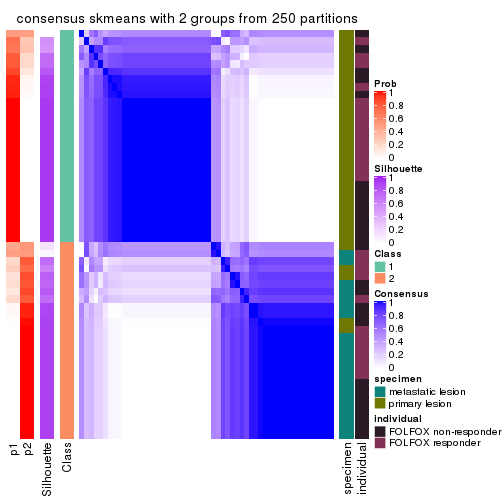 consensus skmeans with 2 groups from 250 partitions
Prob
1
0.8
0.6
0.4
0.2
0
Silhouette
1
0.8
0.6
0.4
0.2
0
Class
1
2
Consensus
1
0.8
0.6
0.4
0.2
0
specimen
metastatic lesion
primary lesion
individual
FOLFOX non-responder
FOLFOX responder
p1
p2
Silhouette
Class
specimen
individual